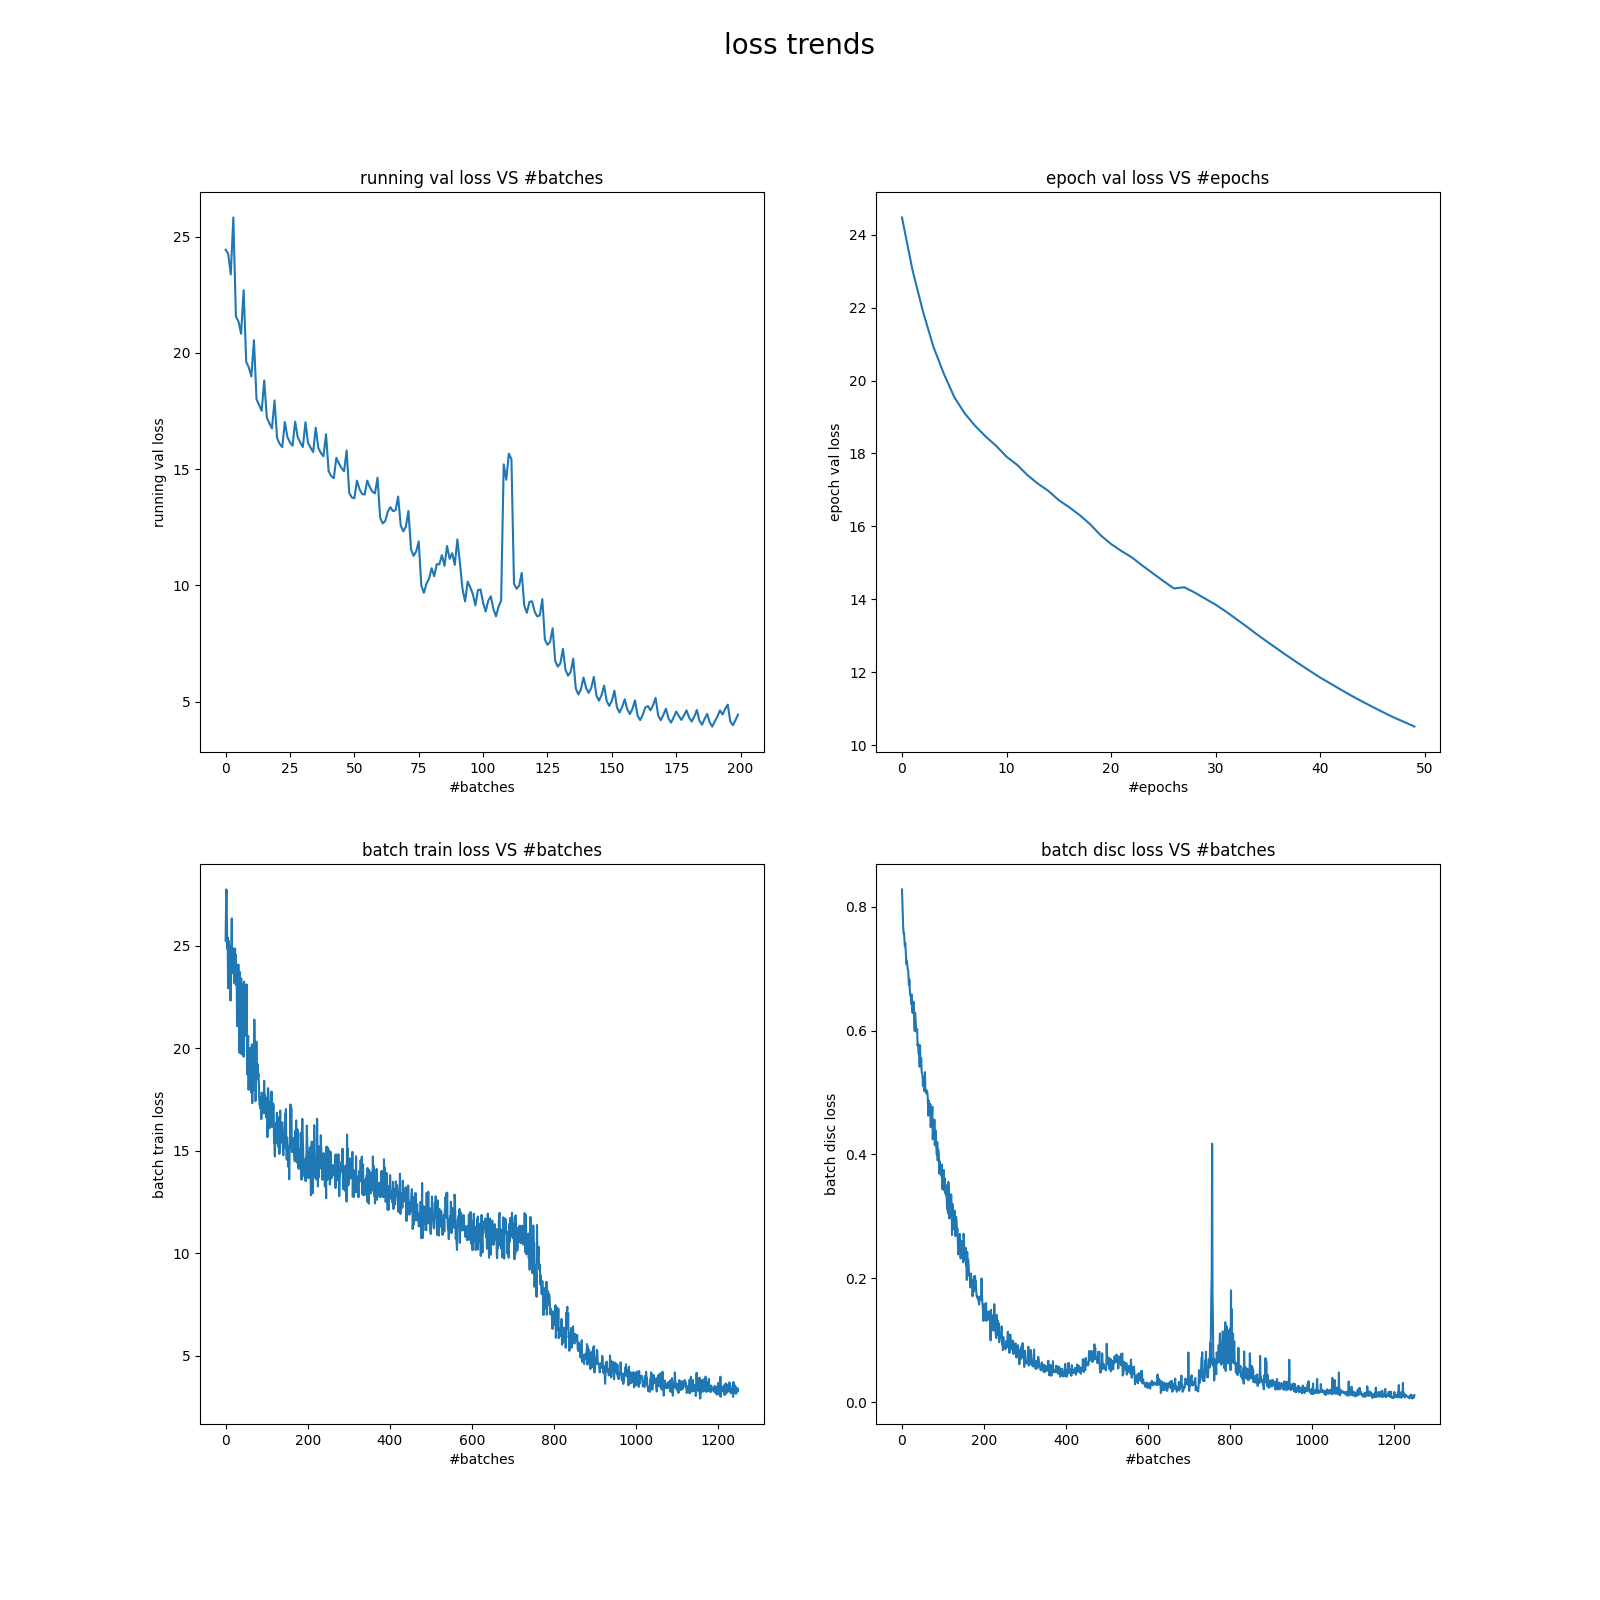 loss trends
running val loss VS #batches
running val loss
25
20
15
10
5
0 25 50 75 100 125 150 175 200
#batches
epoch val loss VS #epochs
epoch val loss
24
22
20
18
16
14
12
10
0 10 20 30 40 50
#epochs
batch train loss VS #batches
batch train loss
25
20
15
10
5
0 200 400 600 800 1000 1200
#batches
batch disc loss VS #batches
batch disc loss
0.8
0.6
0.4
0.2
0.0
0 200 400 600 800 1000 1200
#batches